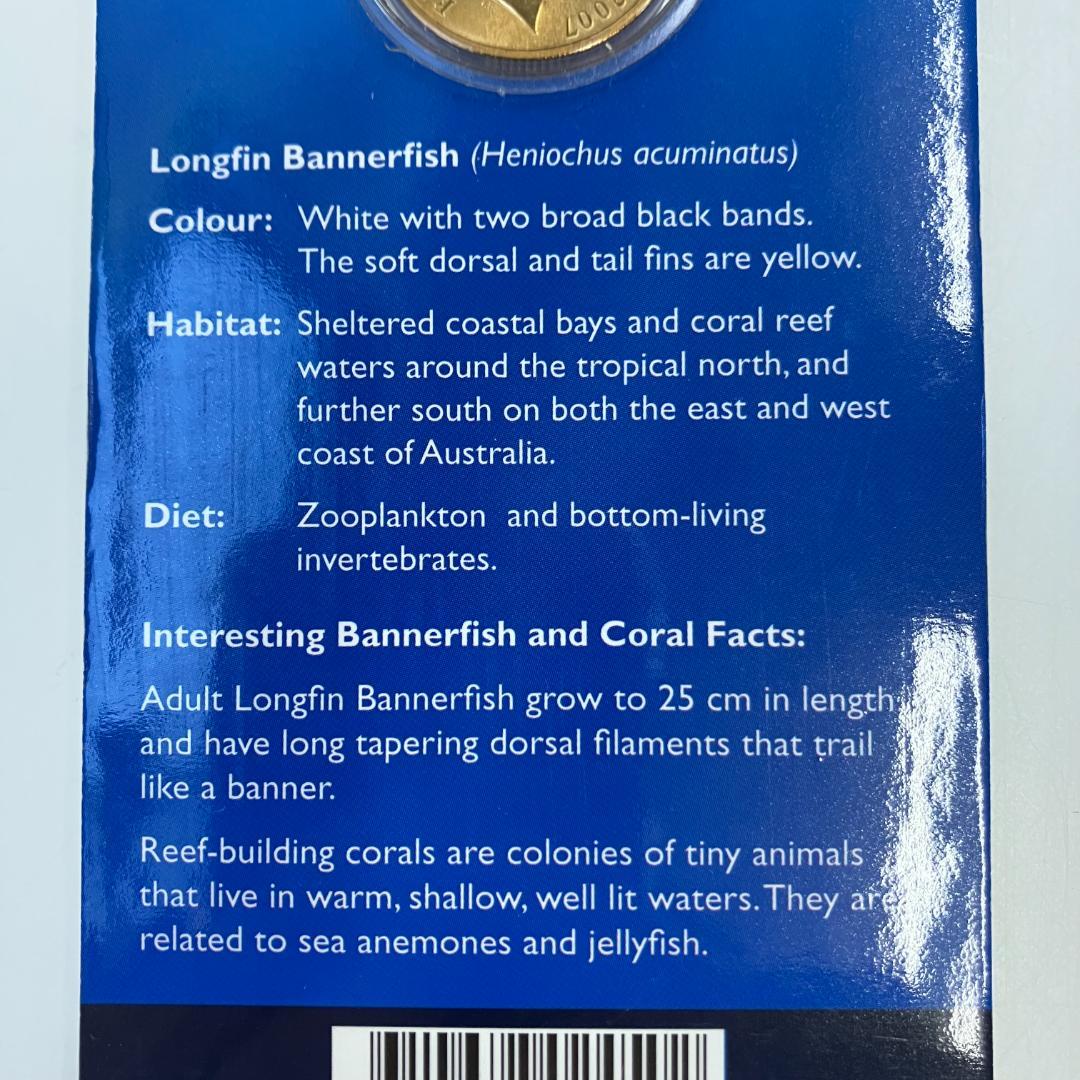 Longfin Bannerfish (Heniochus acuminatus)
Colour: White with two broad black bands.
The soft dorsal and tail fins are yellow.
Habitat: Sheltered coastal bays and coral reef
waters around the tropical north, and
further south on both the east and west
coast of Australia.
Diet: Zooplankton and bottom-living
invertebrates.
Interesting Bannerfish and Coral Facts:
Adult Longfin Bannerfish grow to 25 cm in length
and have long tapering dorsal filaments that trail
like a banner.
Reef-building corals are colonies of tiny animals
that live in warm, shallow, well lit waters. They are
related to sea anemones and jellyfish.